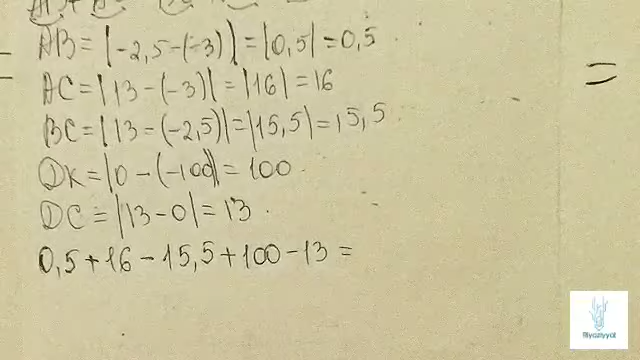 AB = |-2,5-(-3)| = |0,5| = 0,5
AC = |13-(-3)| = |16| = 16
BC = |13-(-2,5)| = |15,5| = 15,5
DK = |0-(-100)| = 100
DC = |13-0| = 13.
0,5+16-15,5+100-13=
=
Riyaziyyat